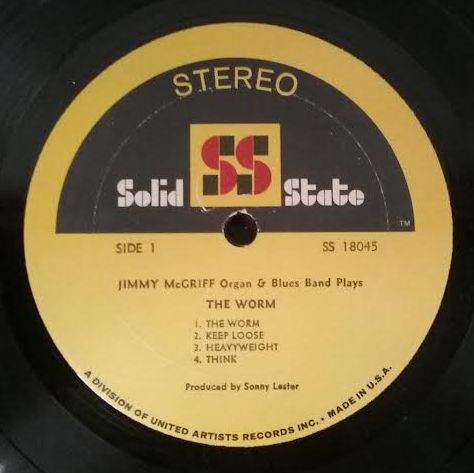 STEREO
SS
Solid State
TM
SIDE 1 SS 18045
JIMMY McGRIFF Organ & Blues Band Plays
THE WORM
1. THE WORM
2. KEEP LOOSE
3. HEAVYWEIGHT
4. THINK
Produced by Sonny Lester
A DIVISION OF UNITED ARTISTS RECORDS INC. • MADE IN U.S.A.